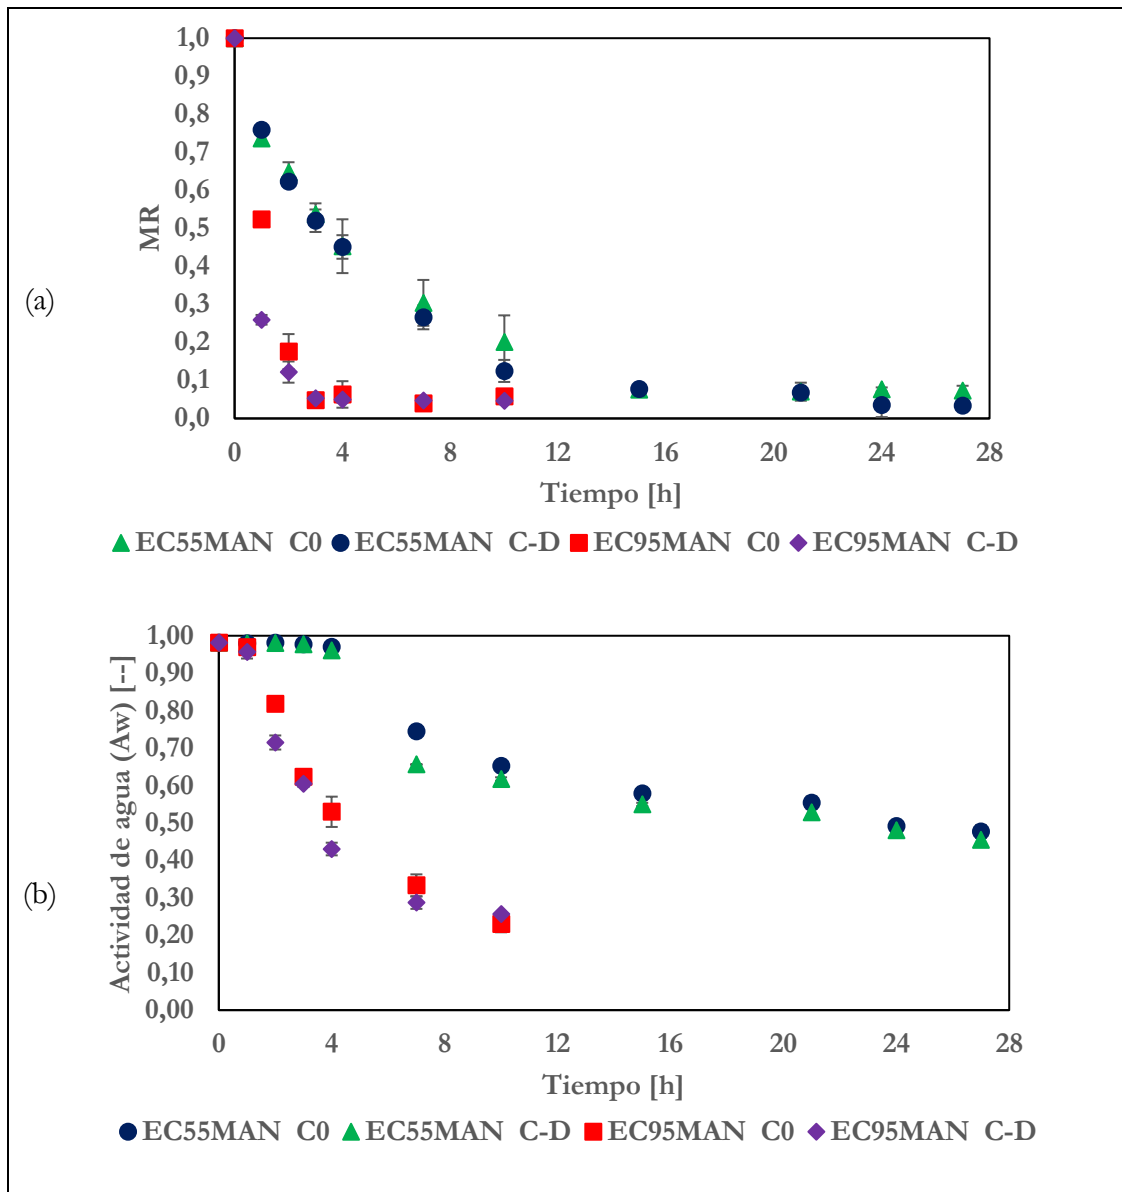 1,0
0,9
0,8
0,7
0,6
0,5
0,4
0,3
0,2
0,1
0,0
MR
(a)
0 4 8 12 16 20 24 28
Tiempo [h]
EC55MAN C0 EC55MAN C-D EC95MAN C0 EC95MAN C-D
1,00
0,90
0,80
0,70
0,60
0,50
0,40
0,30
0,20
0,10
0,00
Actividad de agua (Aw) [--]
(b)
0 4 8 12 16 20 24 28
Tiempo [h]
EC55MAN C0 EC55MAN C-D EC95MAN C0 EC95MAN C-D